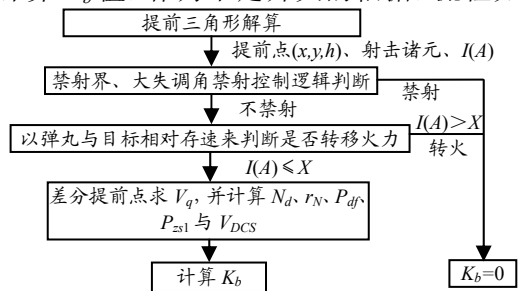 提前三角形解算
提前点(x,y,h)、射击诸元、I(A)
禁射界、大失调角禁射控制逻辑判断
禁射
不禁射
I(A)＞X
以弹丸与目标相对存速来判断是否转移火力
转火
I(A)≤X
差分提前点求 Vq, 并计算 Nd、rN、Pdf、
Pzs1 与 VDCS
计算 Kb
Kb=0